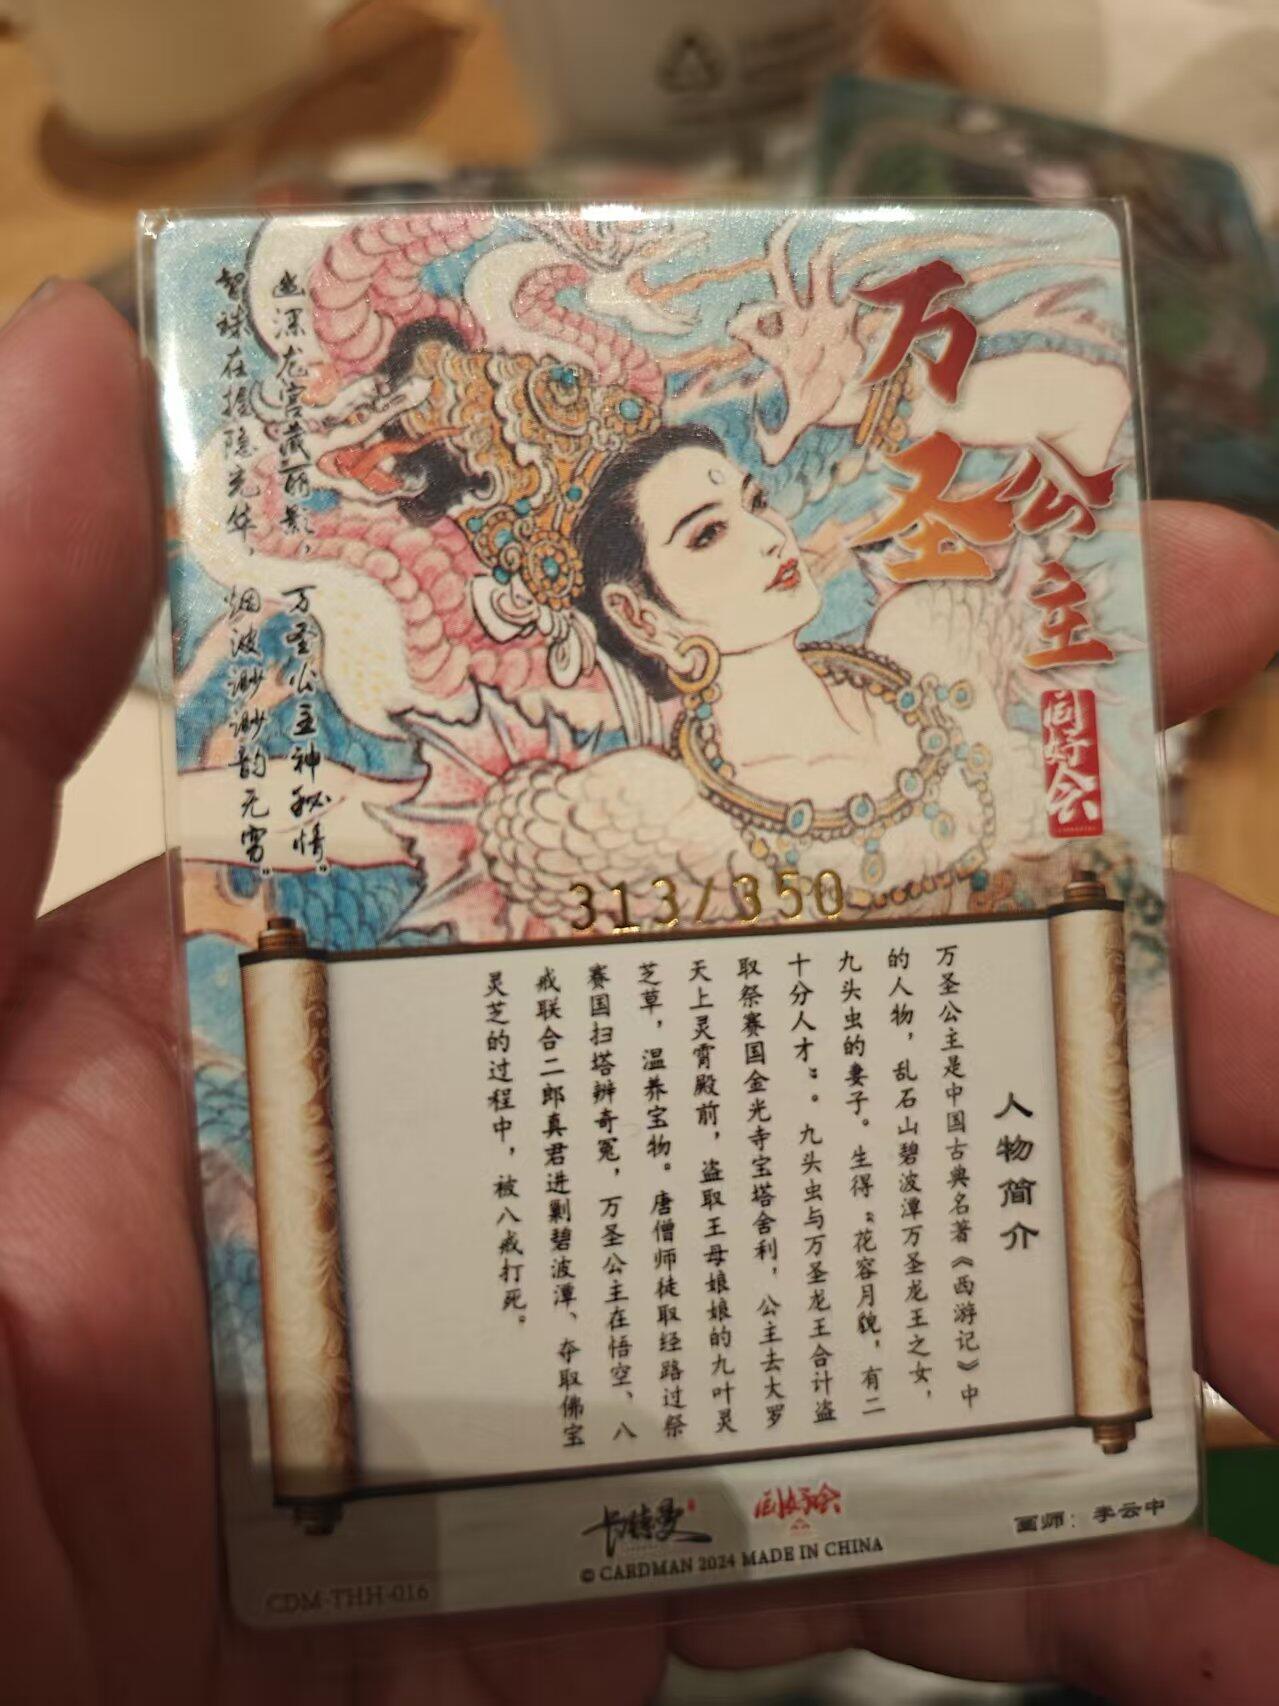 万圣公主
同好会
幽深龙宫藏丽影，万圣公主神秘情。
智珠在握隐光华，烟波渺渺韵无穷。
313/350
人物简介
万圣公主是中国古典名著《西游记》中
的人物，乱石山碧波潭万圣龙王之女，
九头虫的妻子。生得“花容月貌，有二
十分人才”。九头虫与万圣龙王合计盗
取祭赛国金光寺宝塔舍利，公主去大罗
天上灵霄殿前，盗取王母娘娘的九叶灵
芝草，温养宝物。唐僧师徒取经路过祭
赛国扫塔辨奇冤，万圣公主在悟空、八
戒联合二郎真君进剿碧波潭、夺取佛宝
灵芝的过程中，被八戒打死。
卡特曼
同好会
画师：李云中
© CARDMAN 2024 MADE IN CHINA
CDM-THH-016